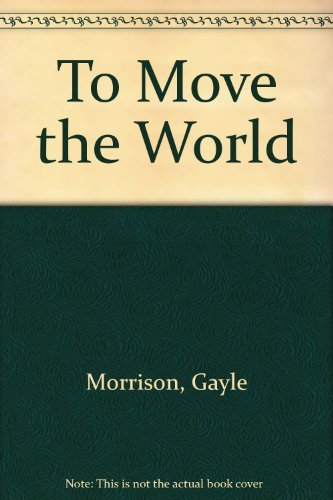 To Move
the World
Morrison, Gayle
Note: This is not the actual book cover